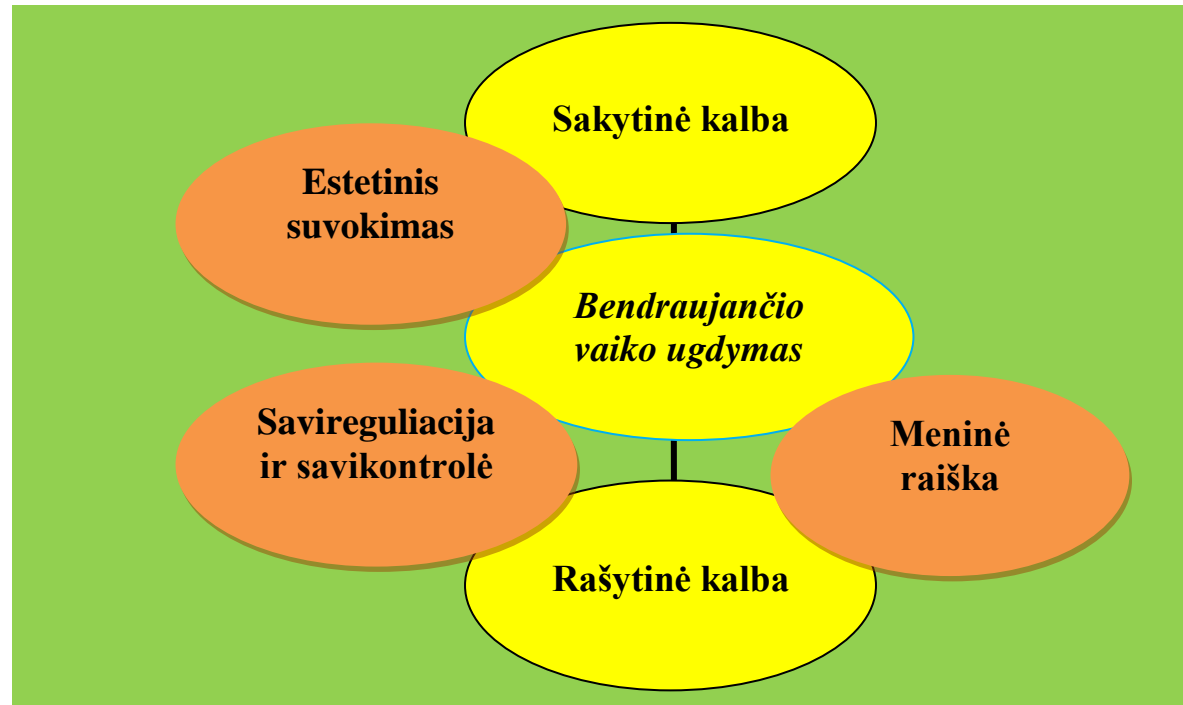 Sakytinė kalba
Estetinis
suvokimas
Bendraujančio
vaiko ugdymas
Savireguliacija
ir savikontrolė
Meninė
raiška
Rašytinė kalba